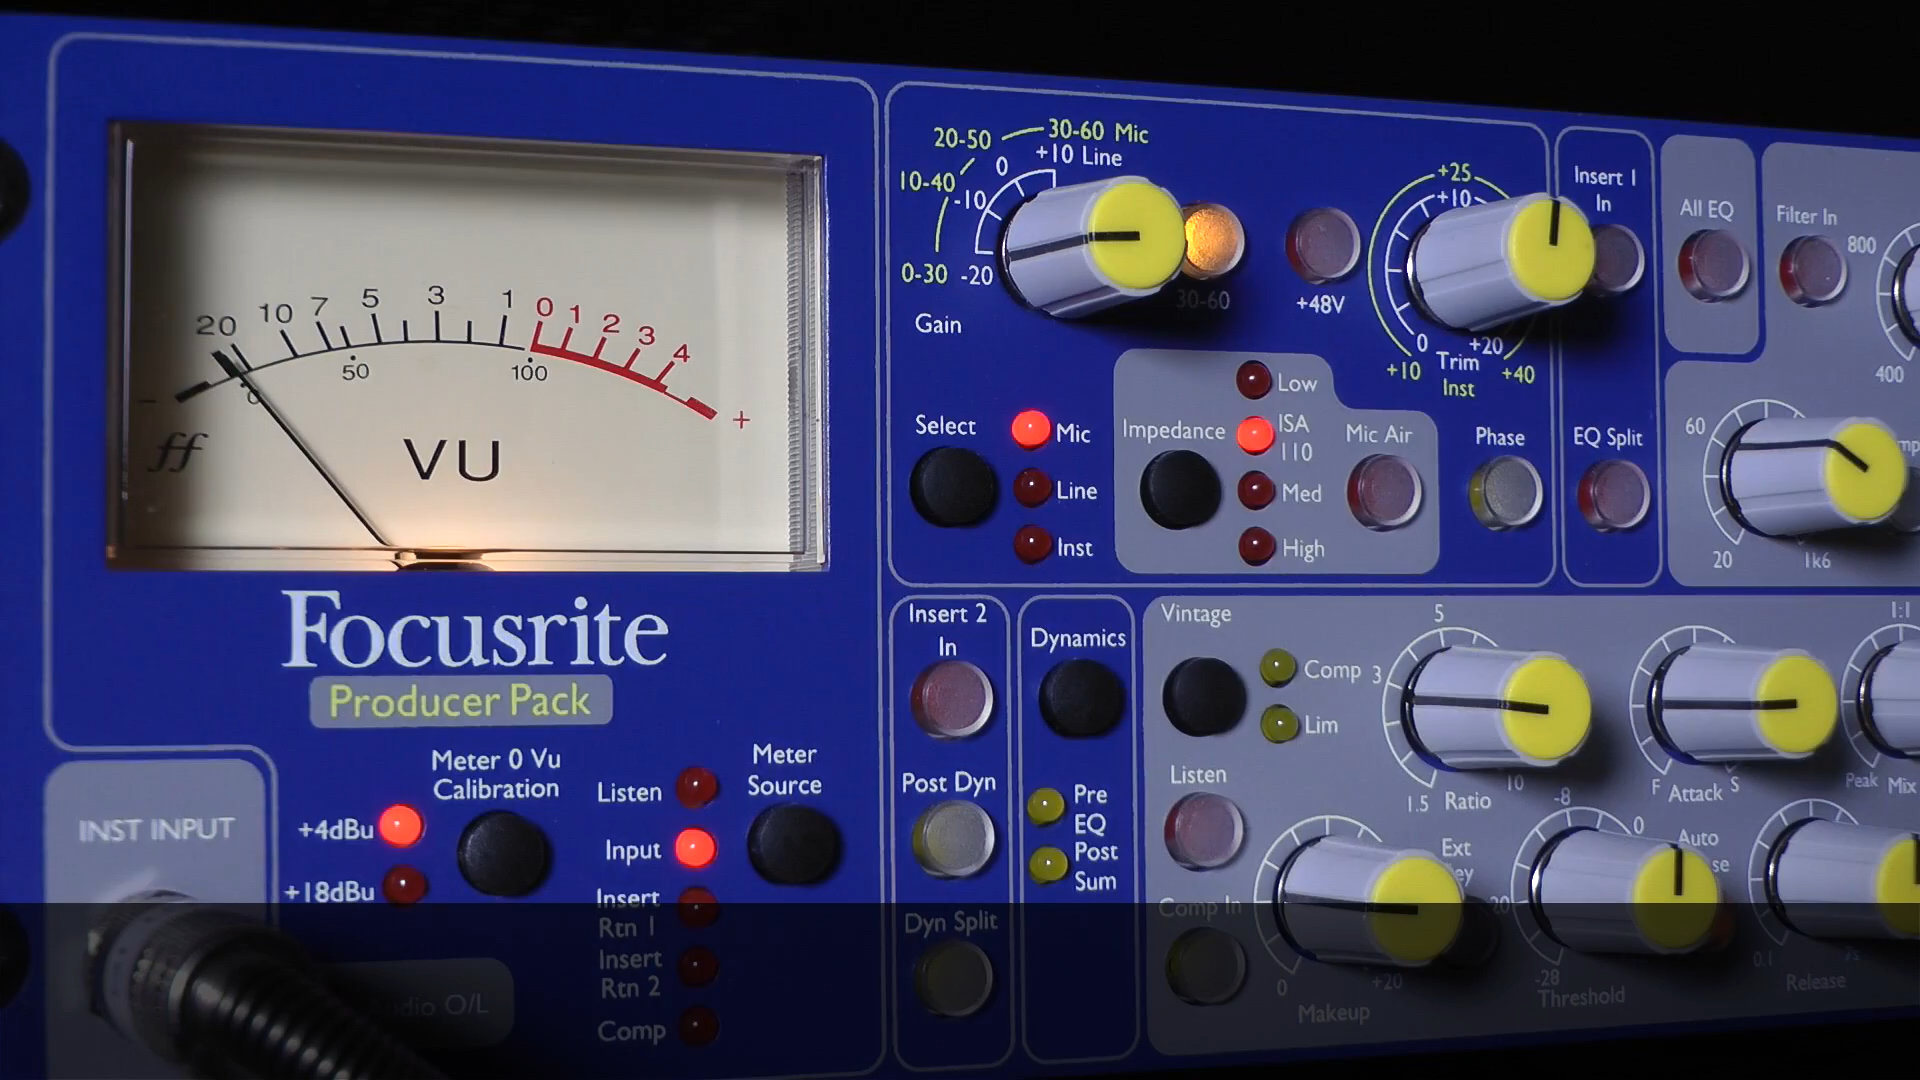 20 10 7 5 3 1 0 1 2 3 4
- 0 50 100 +
ff
VU
Focusrite
Producer Pack
Meter 0 Vu
Calibration
+4dBu
+18dBu
INST INPUT
Audio O/L
Meter
Source
Listen
Input
Insert
Rtn 1
Insert
Rtn 2
Comp
20-50 30-60 Mic
0 +10 Line
10-40 -10
0-30 -20
Gain
30-60
+48V
+25
+10
0 +20
+10 Trim +40
Inst
Select
Mic
Line
Inst
Impedance
Low
ISA
110
Med
High
Mic Air
Phase
Insert 1
In
EQ Split
All EQ
Filter In
800
400
60
20 1k6
Insert 2
In
Post Dyn
Dyn Split
Dynamics
Pre
EQ
Post
Sum
Vintage
Comp
Lim
Listen
Comp In
5
3
1.5 Ratio 10
F Attack S
1:1
Peak Mix
Ext
0 Makeup +20
-8
0
20
-28
Threshold
Auto
0.1
Release